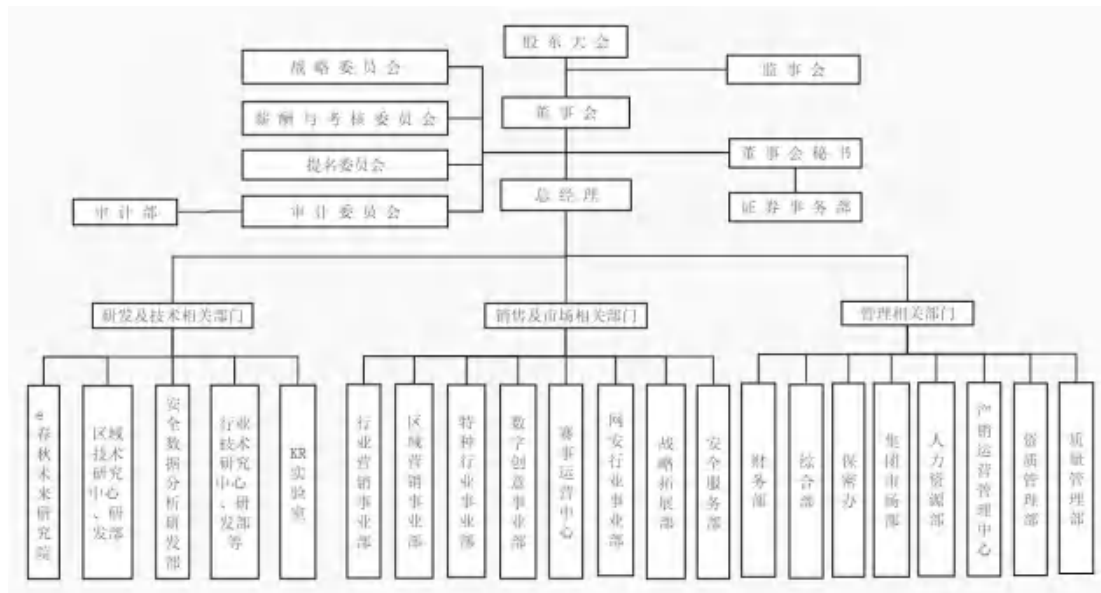 股东大会
战略委员会
监事会
薪酬与考核委员会
董事会
提名委员会
董事会秘书
总经理
审计部
审计委员会
证券事务部
研发及技术相关部门
销售及市场相关部门
管理相关部门
e春秋未来研究院
区域技术研究中心、研发部
安全数据分析研发部
行业技术研究中心、研发部等
KR实验室
行业营销事业部
区域营销事业部
特种行业事业部
数字创意事业部
赛事运营中心
网安行业事业部
战略拓展部
安全服务部
财务部
综合部
保密办
集团市场部
人力资源部
产销运营管理中心
资质管理部
质量管理部